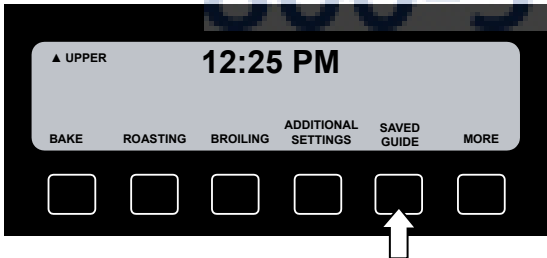 ▲ UPPER 12:25 PM
BAKE ROASTING BROILING ADDITIONAL SETTINGS SAVED GUIDE MORE